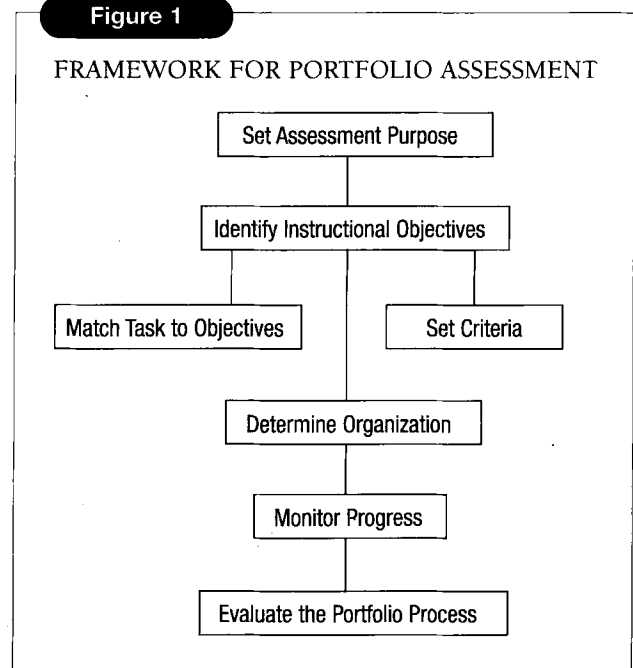 Figure 1
FRAMEWORK FOR PORTFOLIO ASSESSMENT
Set Assessment Purpose
Identify Instructional Objectives
Match Task to Objectives
Set Criteria
Determine Organization
Monitor Progress
Evaluate the Portfolio Process